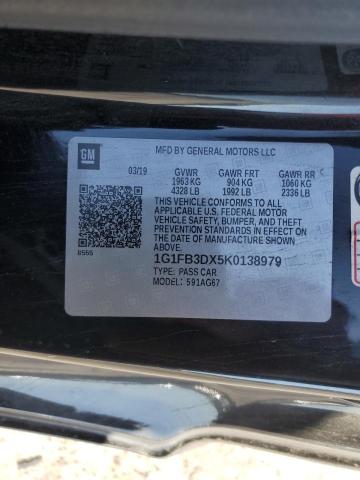 GM
MFD BY GENERAL MOTORS LLC
03/19 GVWR GAWR FRT GAWR RR
1963 KG 904 KG 1060 KG
4328 LB 1992 LB 2336 LB
THIS VEHICLE CONFORMS TO ALL
APPLICABLE U.S. FEDERAL MOTOR
VEHICLE SAFETY, BUMPER, AND THEFT
PREVENTION STANDARDS IN EFFECT ON
THE DATE OF MANUFACTURE SHOWN ABOVE.
1G1FB3DX5K0138979
TYPE: PASS CAR
MODEL: 591AG67
8555